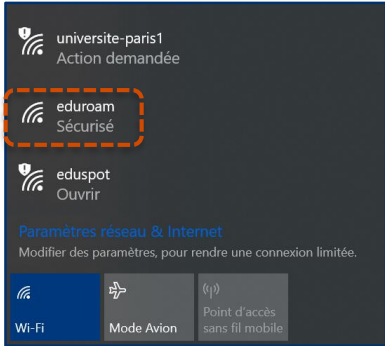 universite-paris1
Action demandée
eduroam
Sécurisé
eduspot
Ouvrir
Paramètres réseau & Internet
Modifier des paramètres, pour rendre une connexion limitée.
Wi-Fi
Mode Avion
Point d'accès
sans fil mobile